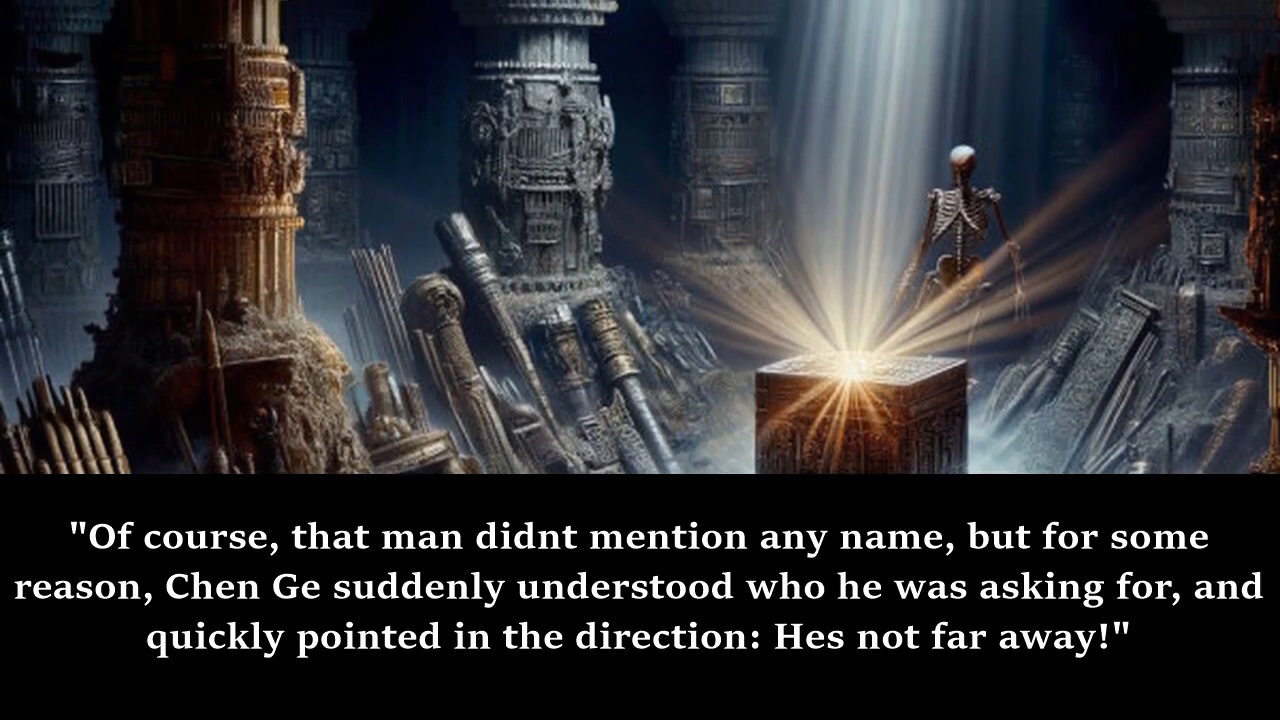 "Of course, that man didnt mention any name, but for some
reason, Chen Ge suddenly understood who he was asking for, and
quickly pointed in the direction: Hes not far away!"